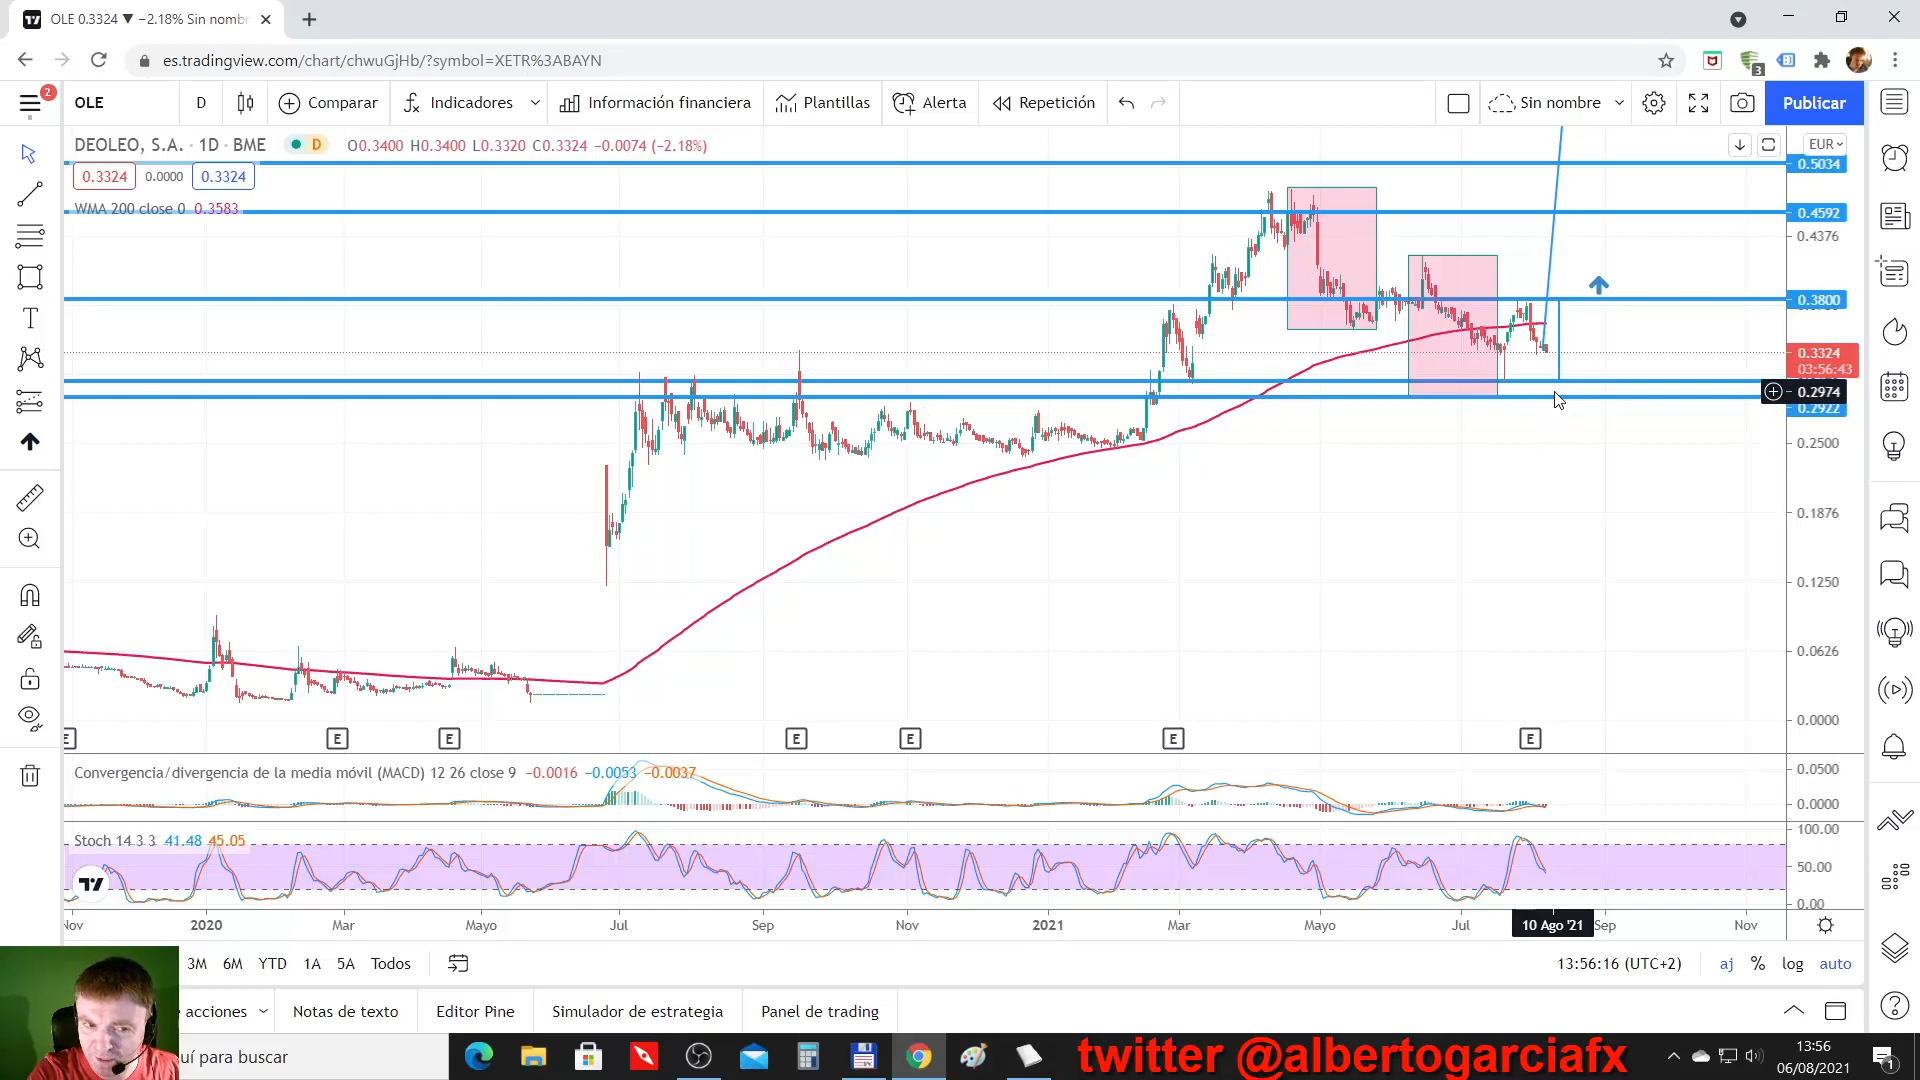 OLE 0.3324 ▼ −2.18% Sin nomb
es.tradingview.com/chart/chwuGjHb/?symbol=XETR%3ABAYN
3
2
OLE D Comparar Indicadores Información financiera Plantillas Alerta Repetición Sin nombre Publicar
DEOLEO, S.A. · 1D · BME D O0.3400 H0.3400 L0.3320 C0.3324 −0.0074 (−2.18%)
EUR
0.3324 0.0000 0.3324
WMA 200 close 0 0.3583
0.5034
0.4592
0.4376
0.3800
0.3324
03:56:43
0.2974
0.2922
0.2500
0.1876
0.1250
0.0626
0.0000
E E E E E E E
Convergencia/divergencia de la media móvil (MACD) 12 26 close 9 −0.0016 −0.0053 −0.0037
0.0500
0.0000
Stoch 14 3 3 41.48 45.05
100.00
50.00
0.00
Nov 2020 Mar Mayo Jul Sep Nov 2021 Mar Mayo Jul 10 Ago '21 Sep Nov
3M 6M YTD 1A 5A Todos 13:56:16 (UTC+2) aj % log auto
acciones Notas de texto Editor Pine Simulador de estrategia Panel de trading
uí para buscar
twitter @albertogarciafx
13:56
06/08/2021
1